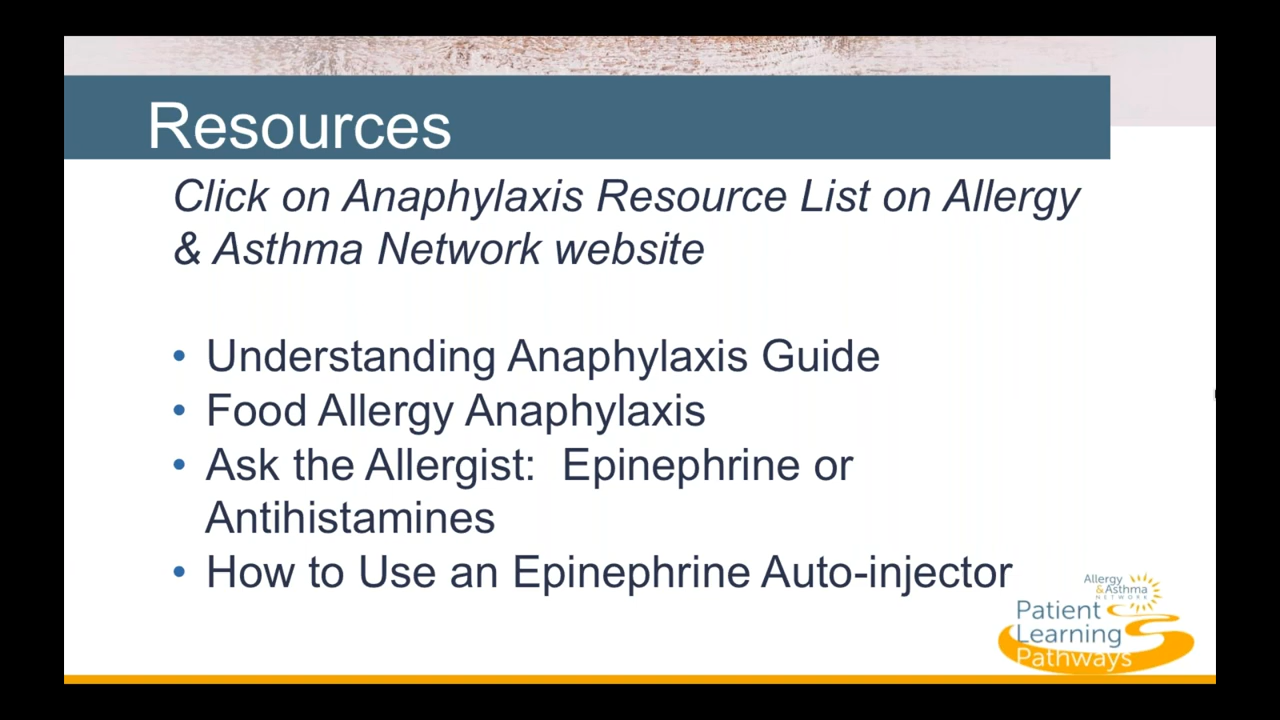 Resources
Click on Anaphylaxis Resource List on Allergy
& Asthma Network website
• Understanding Anaphylaxis Guide
• Food Allergy Anaphylaxis
• Ask the Allergist:  Epinephrine or
Antihistamines
• How to Use an Epinephrine Auto-injector
Allergy
&Asthma
NETWORK
Patient
Learning
Pathways